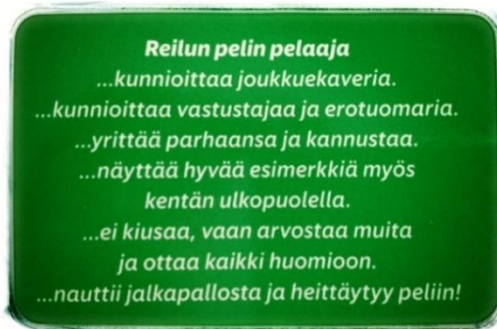 Reilun pelin pelaaja
...kunnioittaa joukkuekaveria.
...kunnioittaa vastustajaa ja erotuomaria.
...yrittää parhaansa ja kannustaa.
...näyttää hyvää esimerkkiä myös
kentän ulkopuolella.
...ei kiusaa, vaan arvostaa muita
ja ottaa kaikki huomioon.
...nauttii jalkapallosta ja heittäytyy peliin!